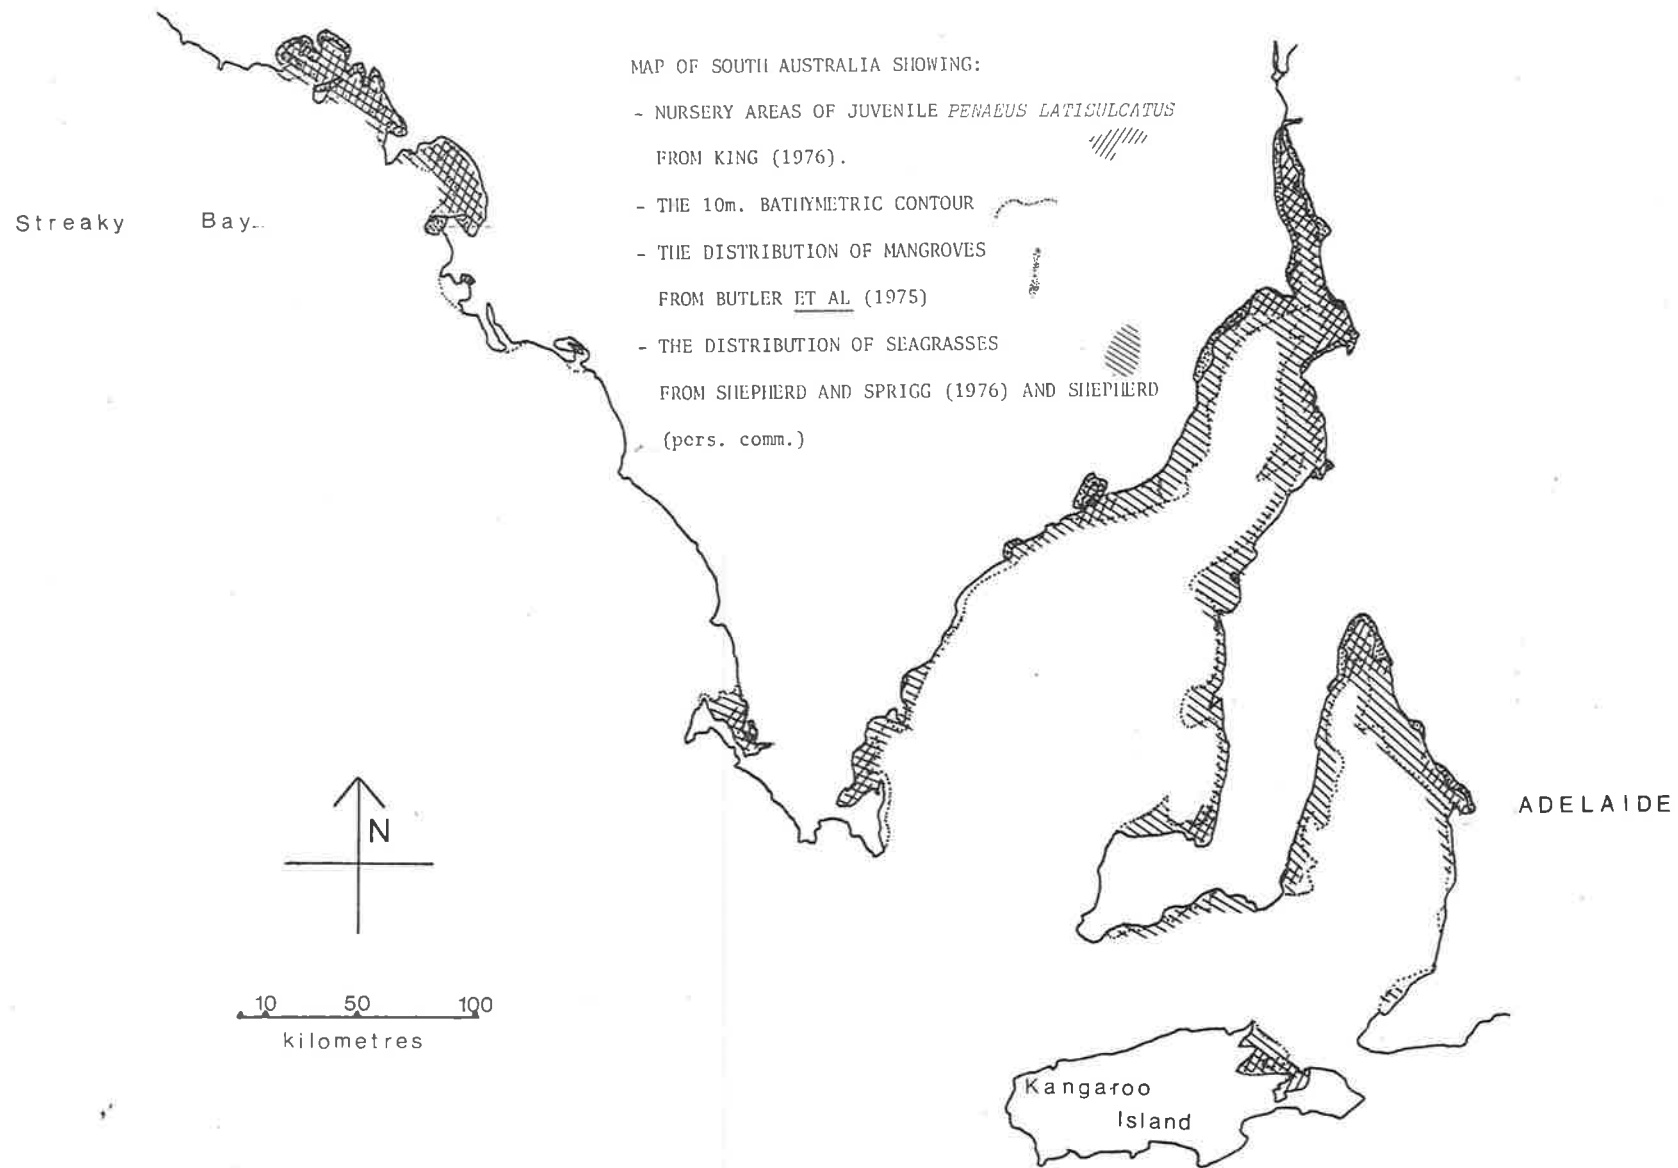 MAP OF SOUTH AUSTRALIA SHOWING:
- NURSERY AREAS OF JUVENILE PENAEUS LATISULCATUS
FROM KING (1976).
- THE 10m. BATHYMETRIC CONTOUR
- THE DISTRIBUTION OF MANGROVES
FROM BUTLER ET AL (1975)
- THE DISTRIBUTION OF SEAGRASSES
FROM SHEPHERD AND SPRIGG (1976) AND SHEPHERD
(pers. comm.)
Streaky Bay
ADELAIDE
N
10 50 100
kilometres
Kangaroo
Island